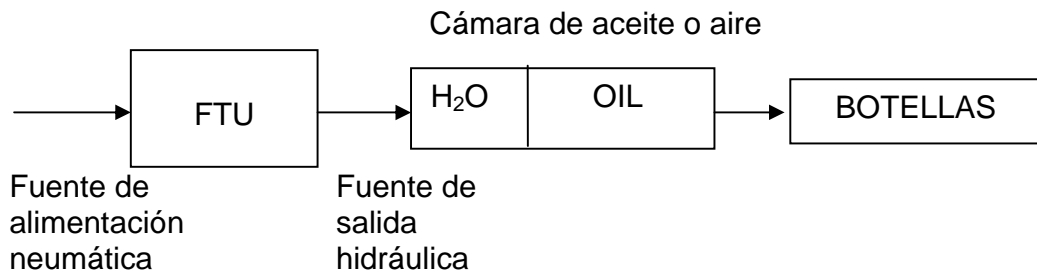 Cámara de aceite o aire
FTU
H₂O
OIL
BOTELLAS
Fuente de
alimentación
neumática
Fuente de
salida
hidráulica